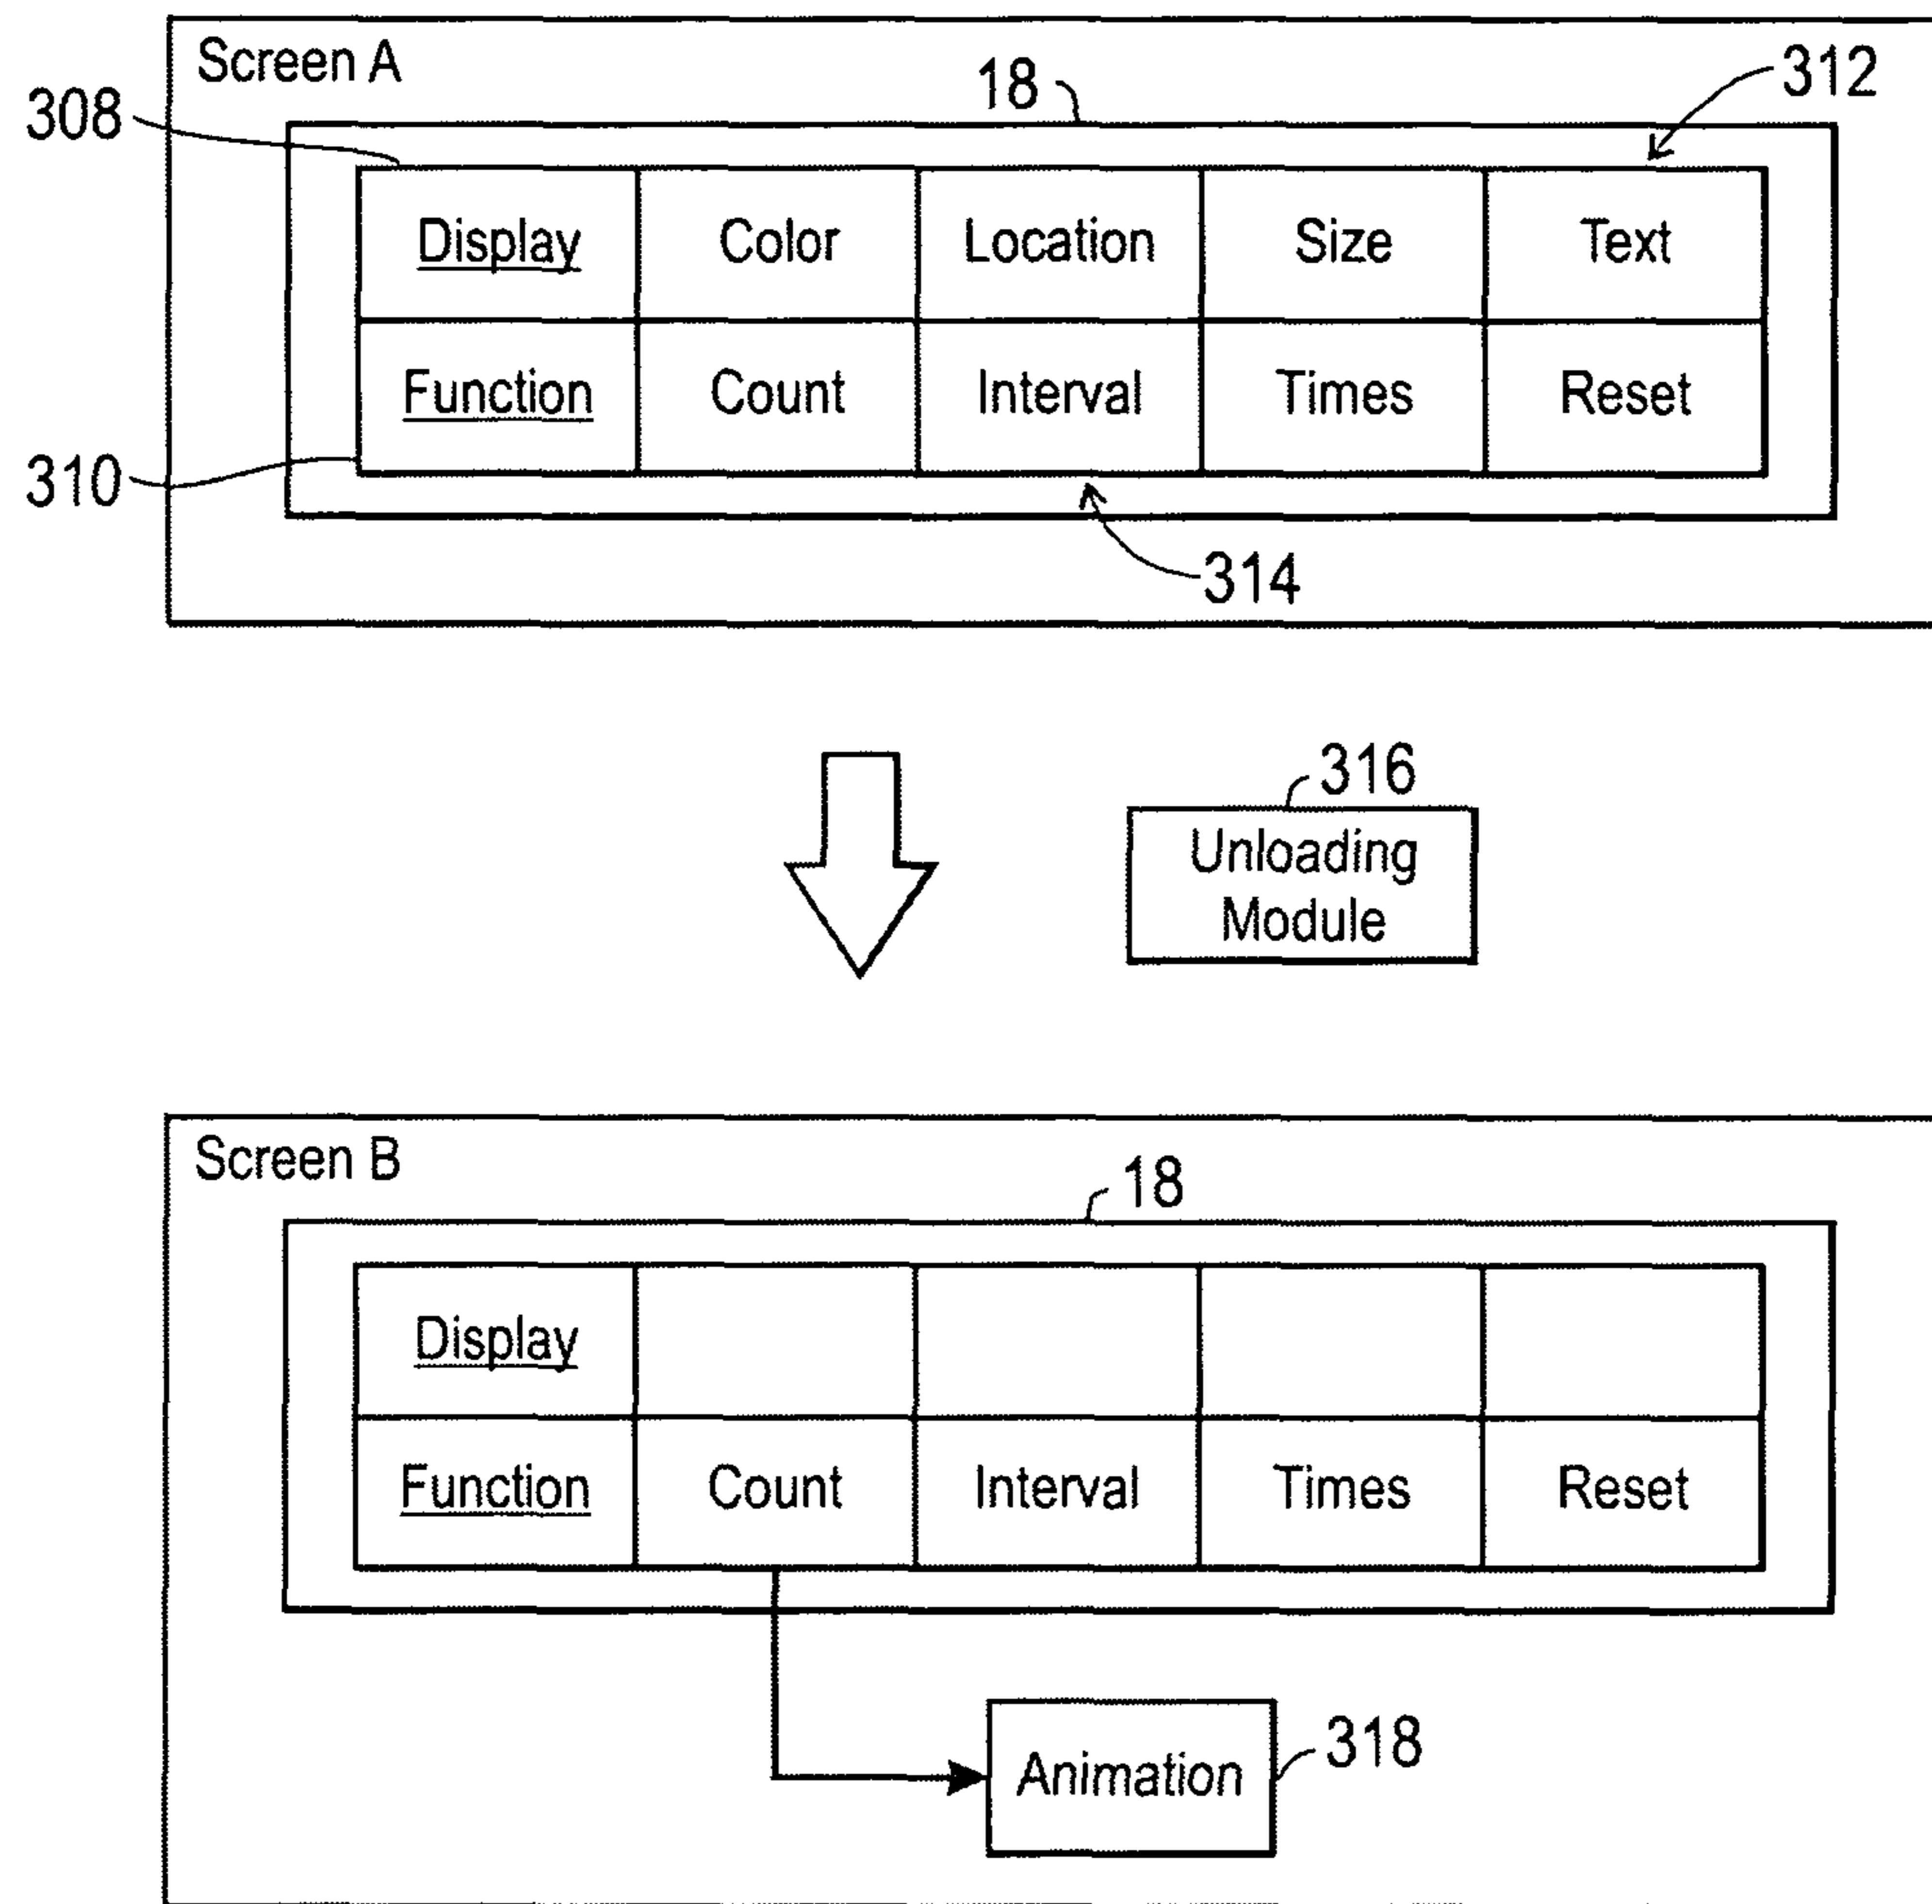 Screen A
18
312
308
Display Color Location Size Text
Function Count Interval Times Reset
310
314
316
Unloading
Module
Screen B
18
Display
Function Count Interval Times Reset
Animation
318